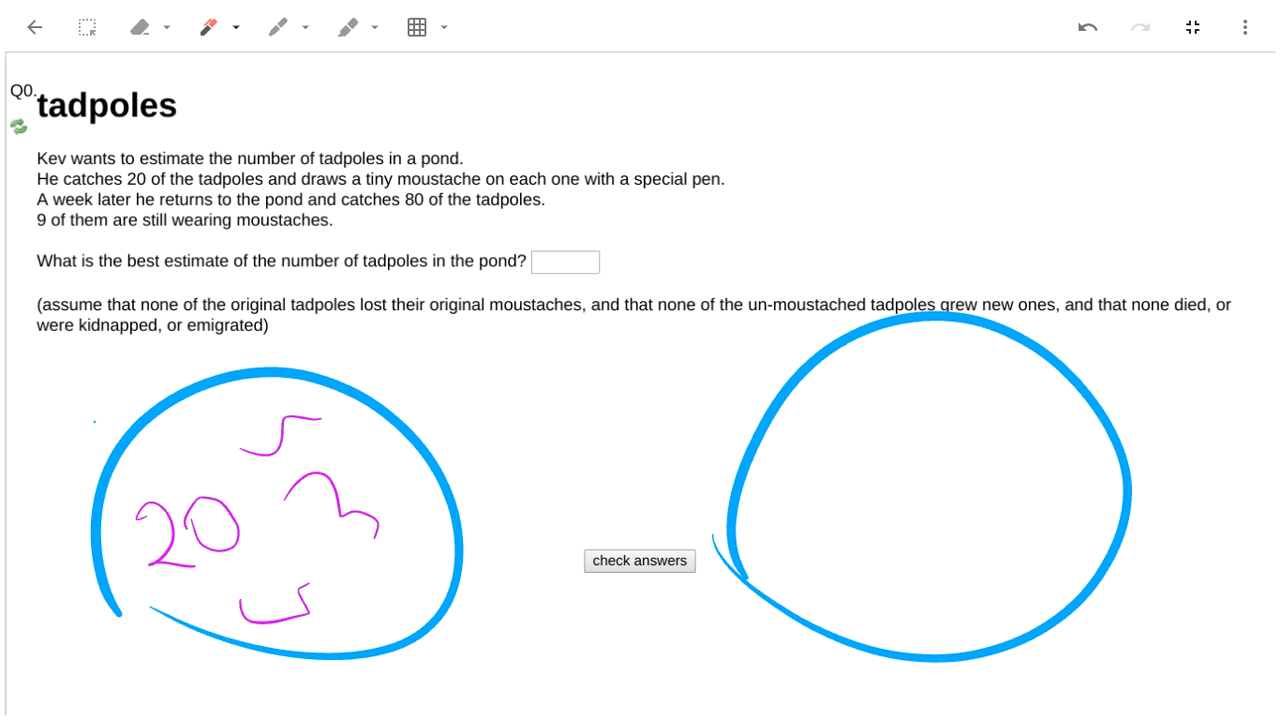 Q0.
tadpoles
Kev wants to estimate the number of tadpoles in a pond.
He catches 20 of the tadpoles and draws a tiny moustache on each one with a special pen.
A week later he returns to the pond and catches 80 of the tadpoles.
9 of them are still wearing moustaches.
What is the best estimate of the number of tadpoles in the pond?
(assume that none of the original tadpoles lost their original moustaches, and that none of the un-moustached tadpoles grew new ones, and that none died, or
were kidnapped, or emigrated)
20
check answers